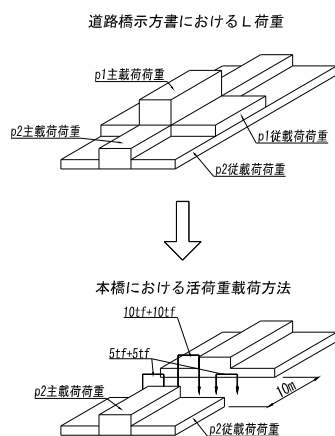 道路橋示方書におけるL荷重
p1主載荷荷重
p2主載荷荷重
p1従載荷荷重
p2従載荷荷重
本橋における活荷重載荷方法
10tf+10tf
5tf+5tf
10m
p2主載荷荷重
p2従載荷荷重